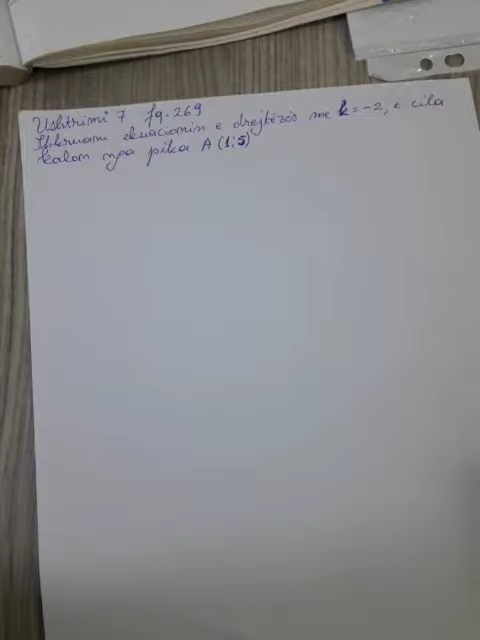 Ushtrimi 7 fq.269
Shkruani ekuacionin e drejtëzës me k=-2, e cila
kalon nga pika A(1;5)